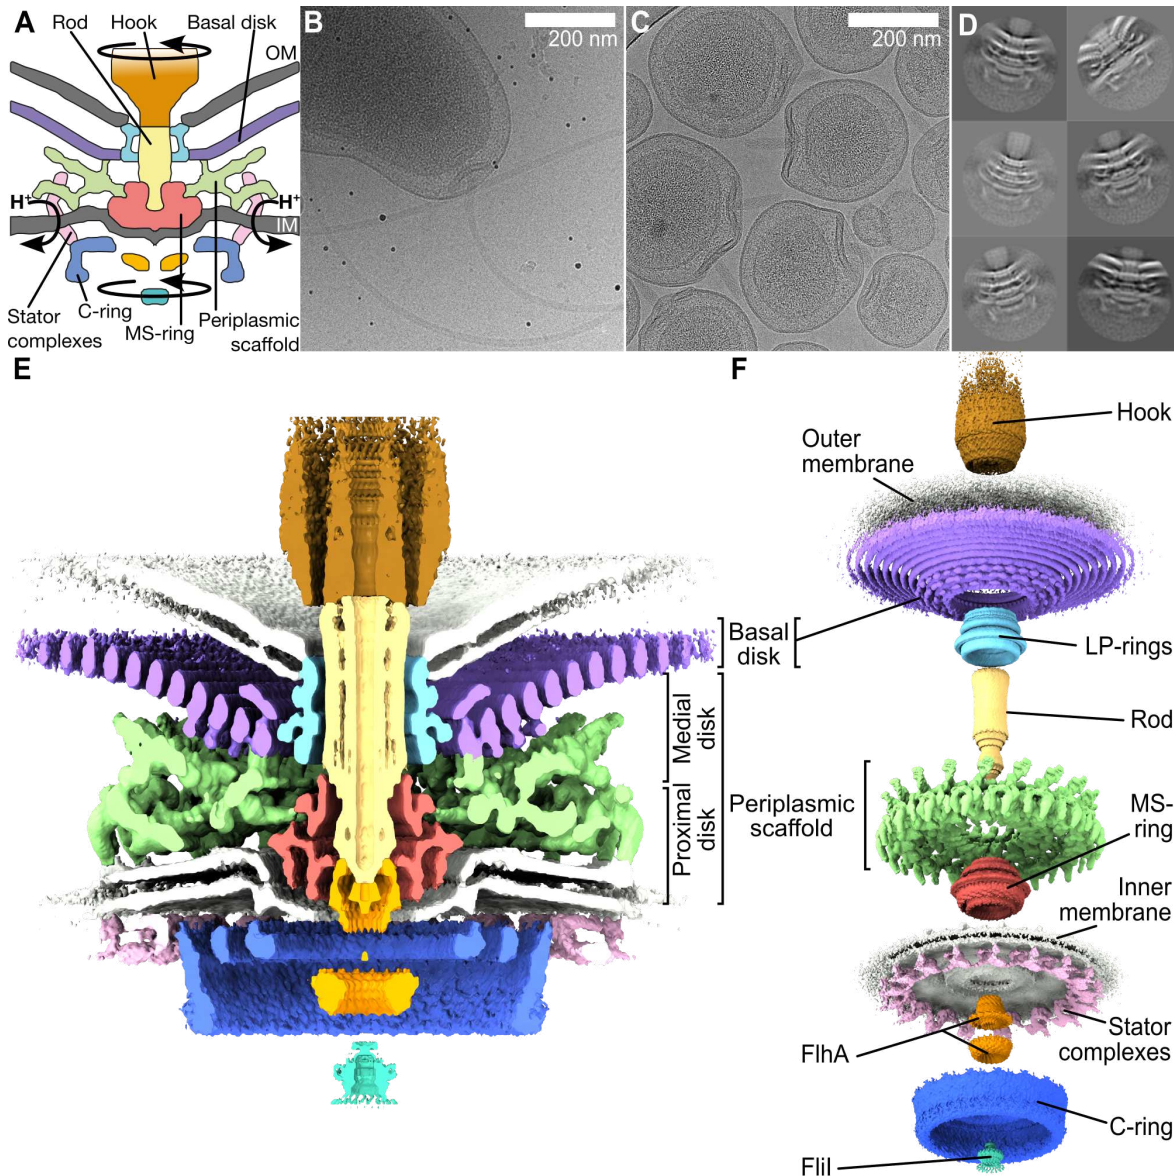 A
Rod
Hook
Basal disk
OM
H+
H+
IM
Stator
complexes
C-ring
MS-ring
Periplasmic
scaffold
B
200 nm
C
200 nm
D
E
Basal
disk
Medial
disk
Proximal
disk
Periplasmic
scaffold
F
Hook
Outer
membrane
LP-rings
Rod
MS-
ring
Inner
membrane
Stator
complexes
FlhA
C-ring
FliI